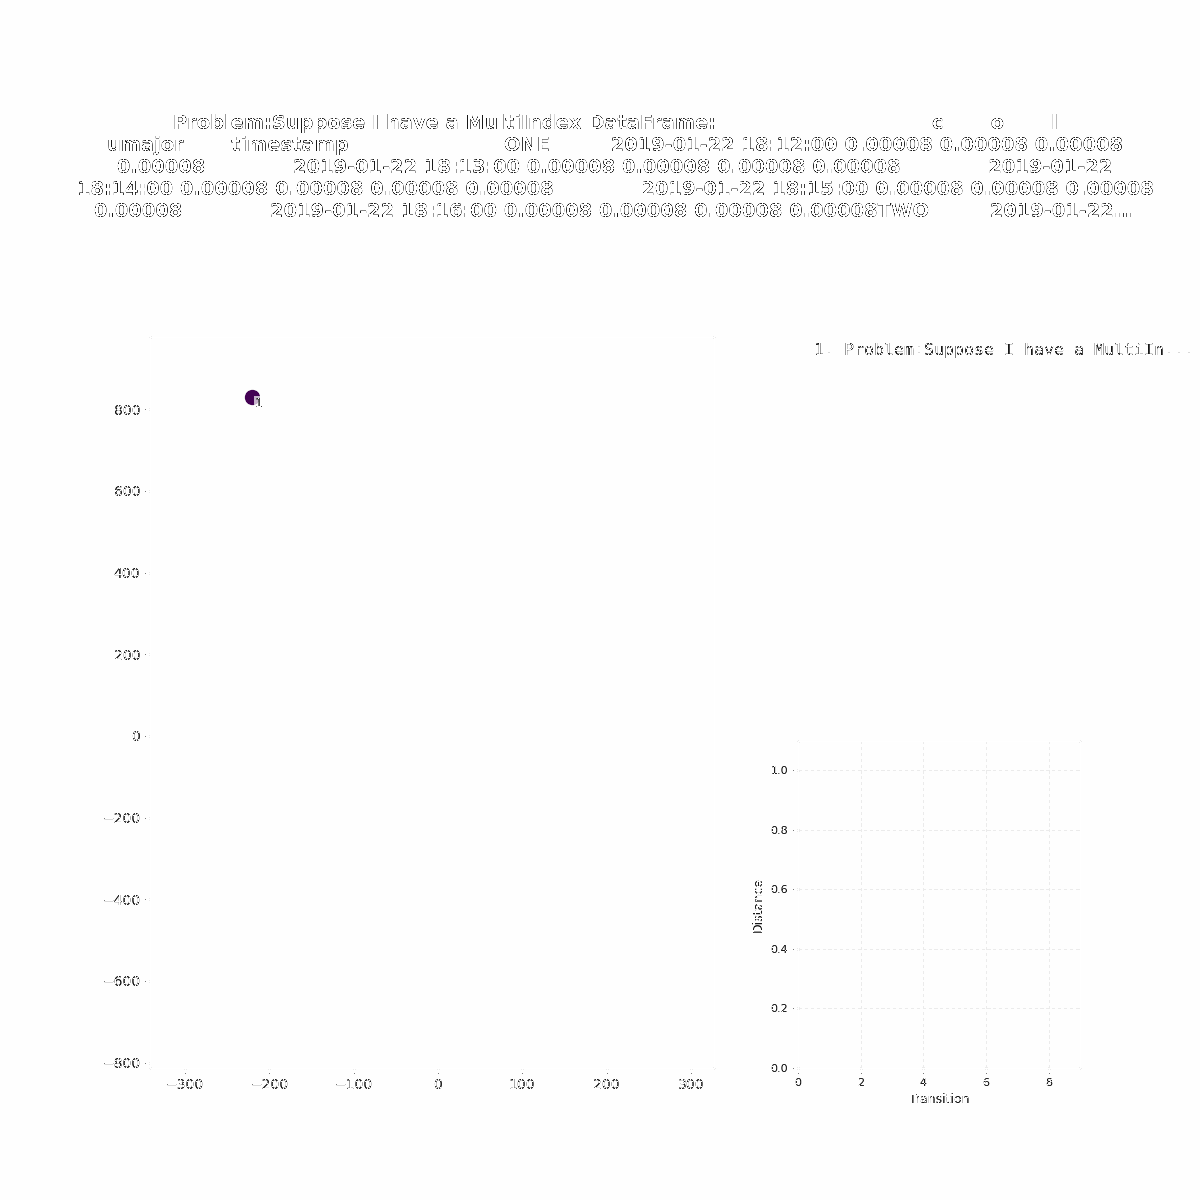 Problem:Suppose I have a MultiIndex DataFrame: c o l
umajor timestamp ONE 2019-01-22 18:12:00 0.00008 0.00008 0.00008
0.00008 2019-01-22 18:13:00 0.00008 0.00008 0.00008 0.00008 2019-01-22
18:14:00 0.00008 0.00008 0.00008 0.00008 2019-01-22 18:15:00 0.00008 0.00008 0.00008
0.00008 2019-01-22 18:16:00 0.00008 0.00008 0.00008 0.00008TWO 2019-01-22...
1. Problem:Suppose I have a MultiIn...
1
800
600
400
200
0
−200
−400
−600
−800
−300 −200 −100 0 100 200 300
1.0
0.8
0.6
0.4
0.2
0.0
0 2 4 6 8
Distance
Transition